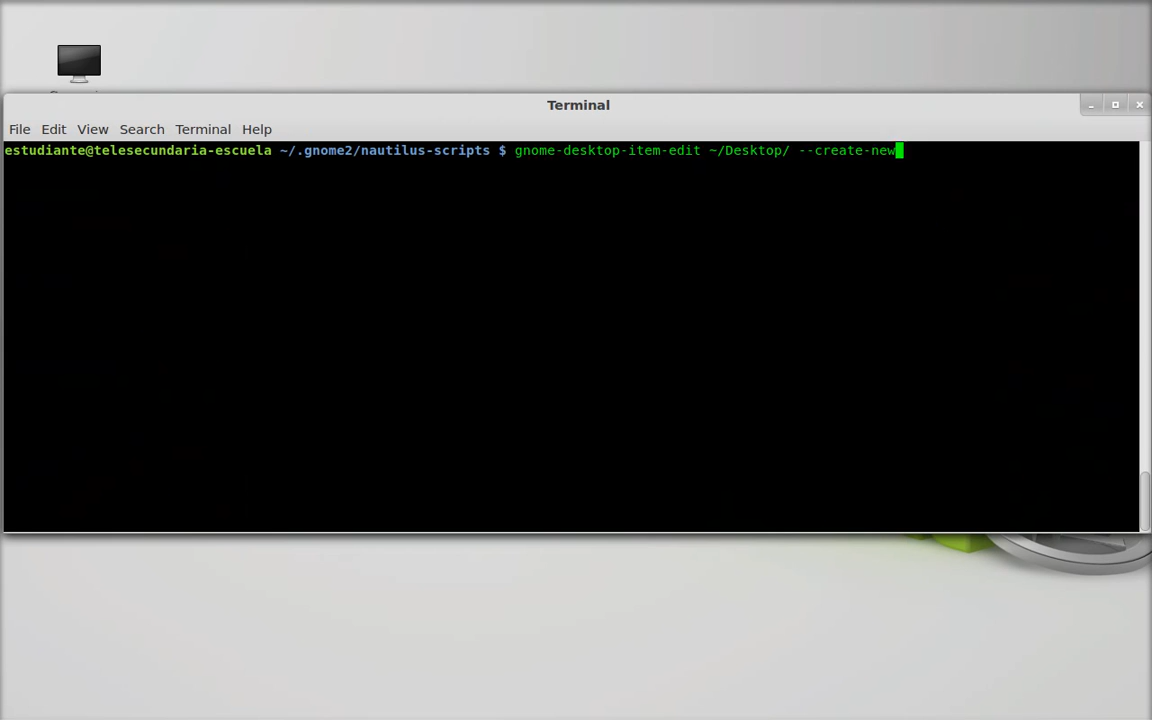 Terminal
File Edit View Search Terminal Help
estudiante@telesecundaria-escuela ~/.gnome2/nautilus-scripts $ gnome-desktop-item-edit ~/Desktop/ --create-new